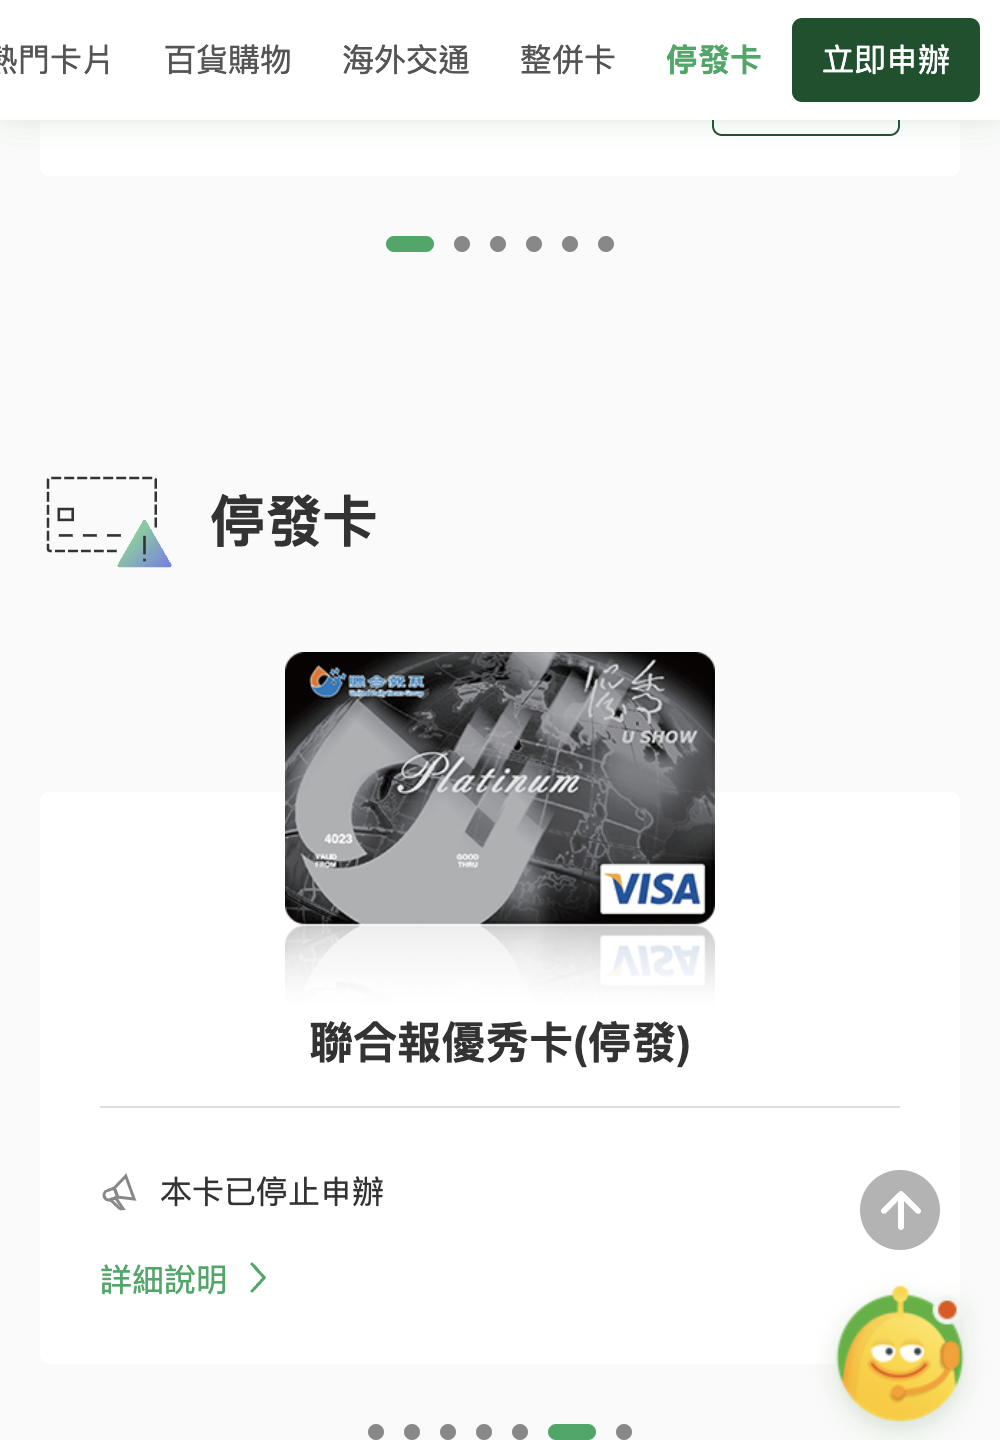 熱門卡片 百貨購物 海外交通 整併卡 停發卡 立即申辦
停發卡
聯合報系
優秀
U SHOW
Platinum
4023
VALID FROM GOOD THRU
VISA
聯合報優秀卡(停發)
本卡已停止申辦
詳細說明